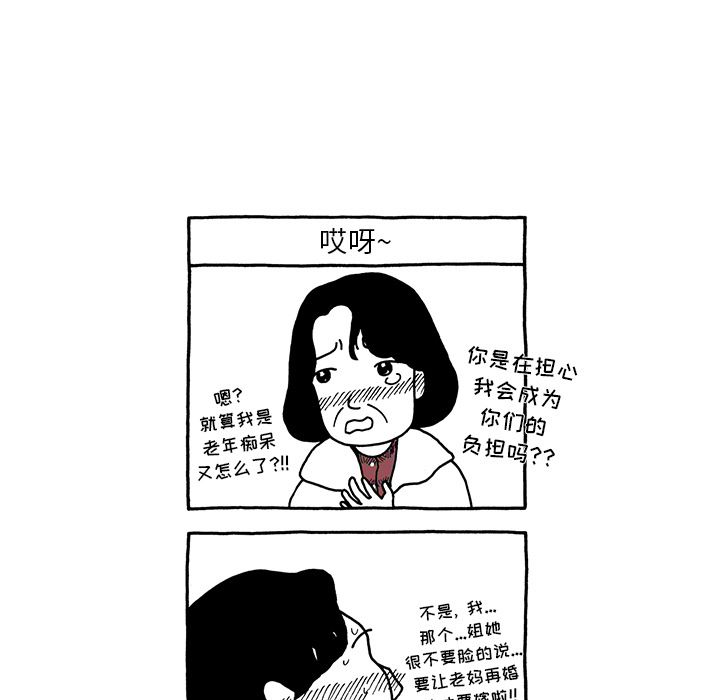 哎呀~
嗯?
就算我是
老年痴呆
又怎么了?!!
你是在担心
我会成为
你们的
负担吗??
不是, 我...
那个...姐她
很不要脸的说...
要让老妈再婚